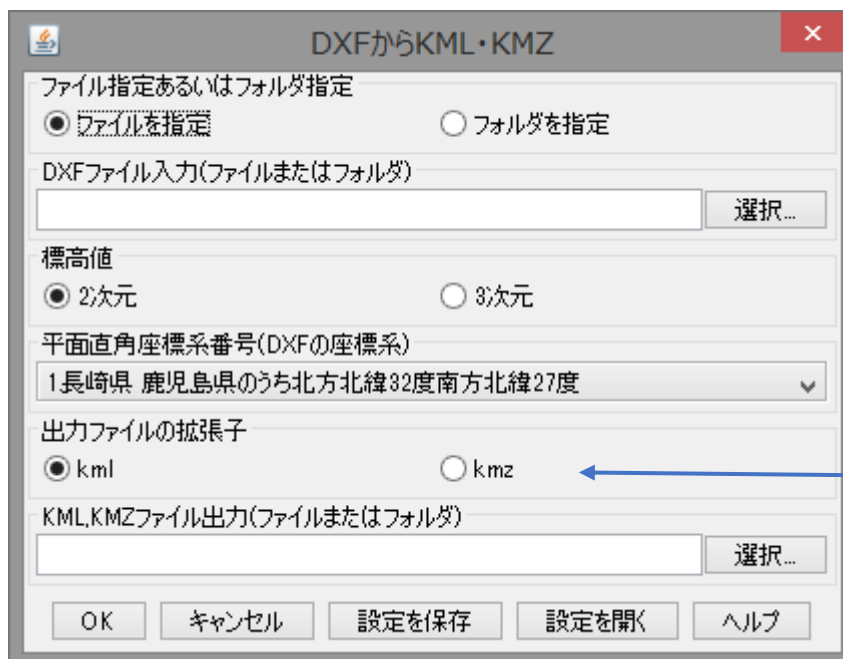 DXFからKML・KMZ
ファイル指定あるいはフォルダ指定
ファイルを指定 フォルダを指定
DXFファイル入力(ファイルまたはフォルダ)
選択...
標高値
2次元 3次元
平面直角座標系番号(DXFの座標系)
1.長崎県 鹿児島県のうち北方北緯32度南方北緯27度
出力ファイルの拡張子
kml kmz
KML,KMZファイル出力(ファイルまたはフォルダ)
選択...
OK キャンセル 設定を保存 設定を開く ヘルプ